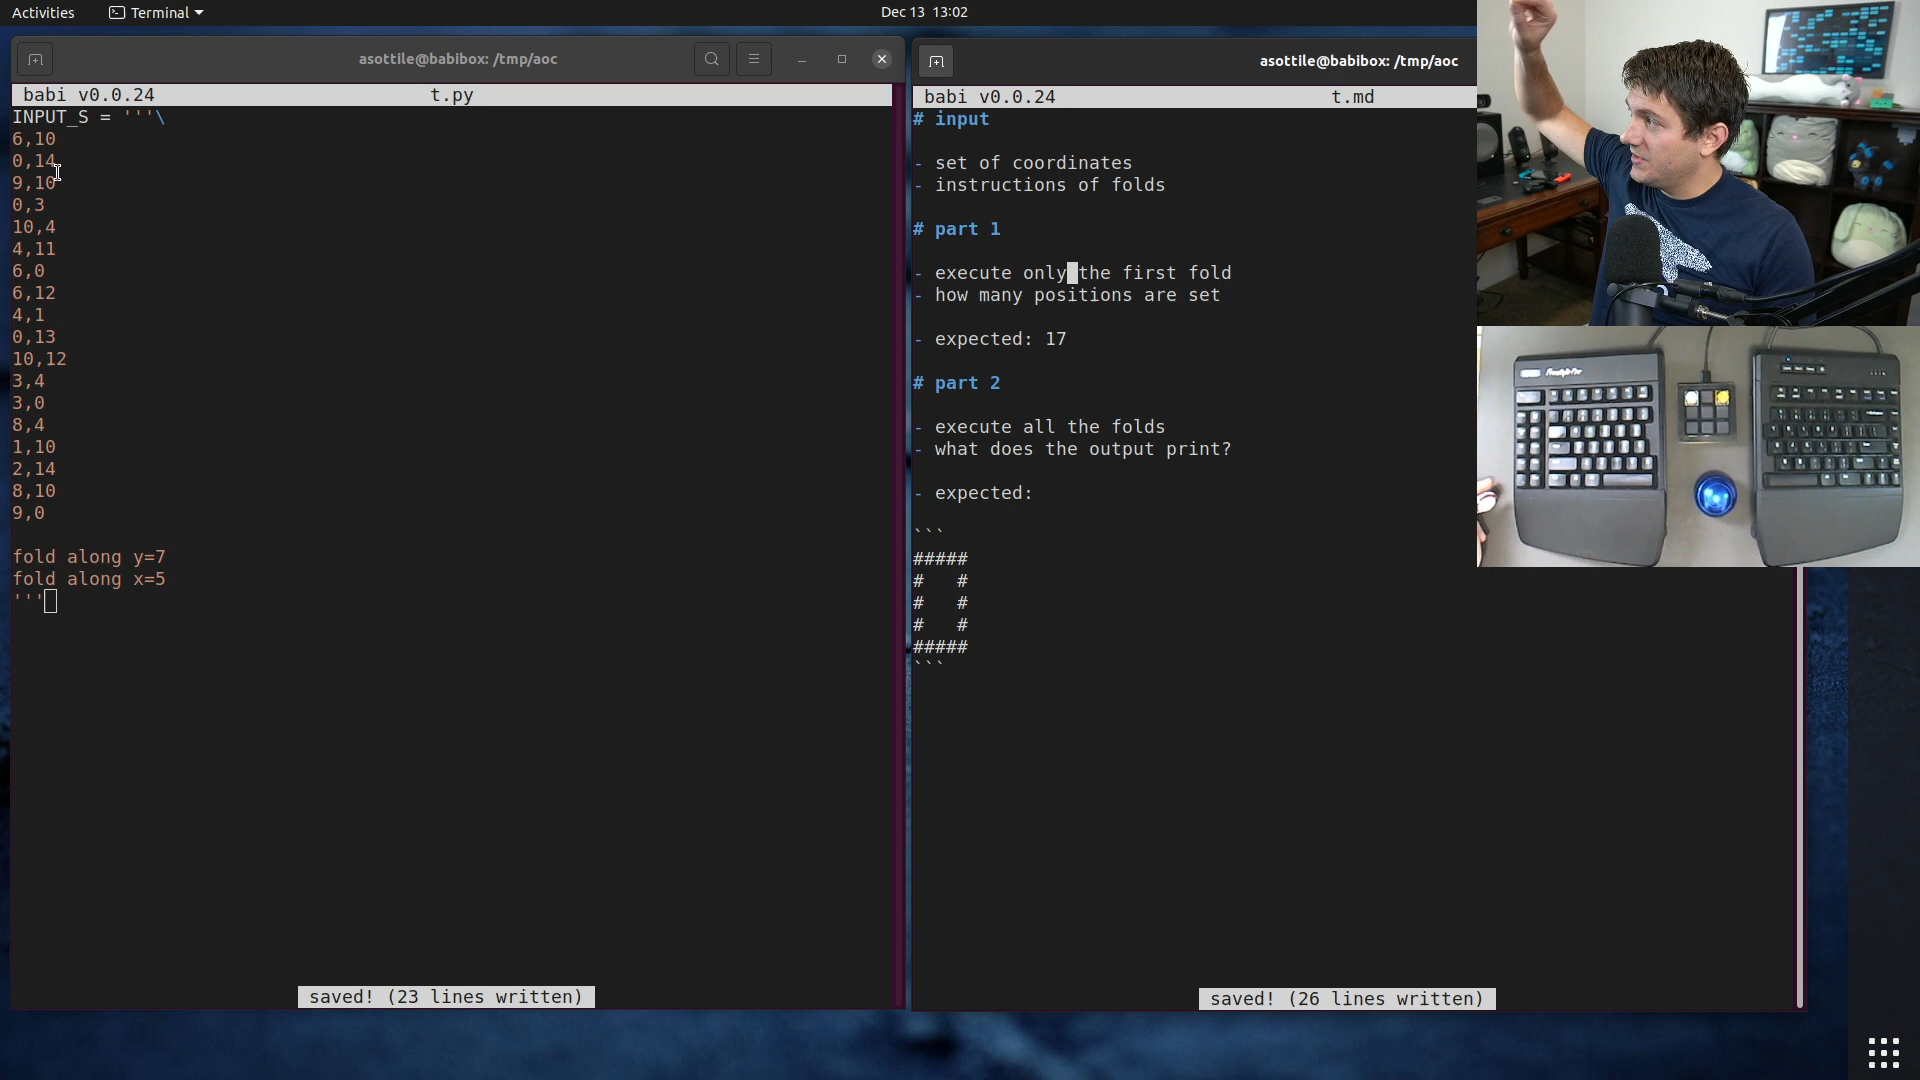 Activities
Terminal
Dec 13 13:02
asottile@babibox: /tmp/aoc
babi v0.0.24
t.py
INPUT_S = '''\
6,10
0,14
9,10
0,3
10,4
4,11
6,0
6,12
4,1
0,13
10,12
3,4
3,0
8,4
1,10
2,14
8,10
9,0
fold along y=7
fold along x=5
'''
saved! (23 lines written)
asottile@babibox: /tmp/aoc
babi v0.0.24
t.md
# input
- set of coordinates
- instructions of folds
# part 1
- execute only the first fold
- how many positions are set
- expected: 17
# part 2
- execute all the folds
- what does the output print?
- expected:
```
#####
#   #
#   #
#   #
#####
```
saved! (26 lines written)